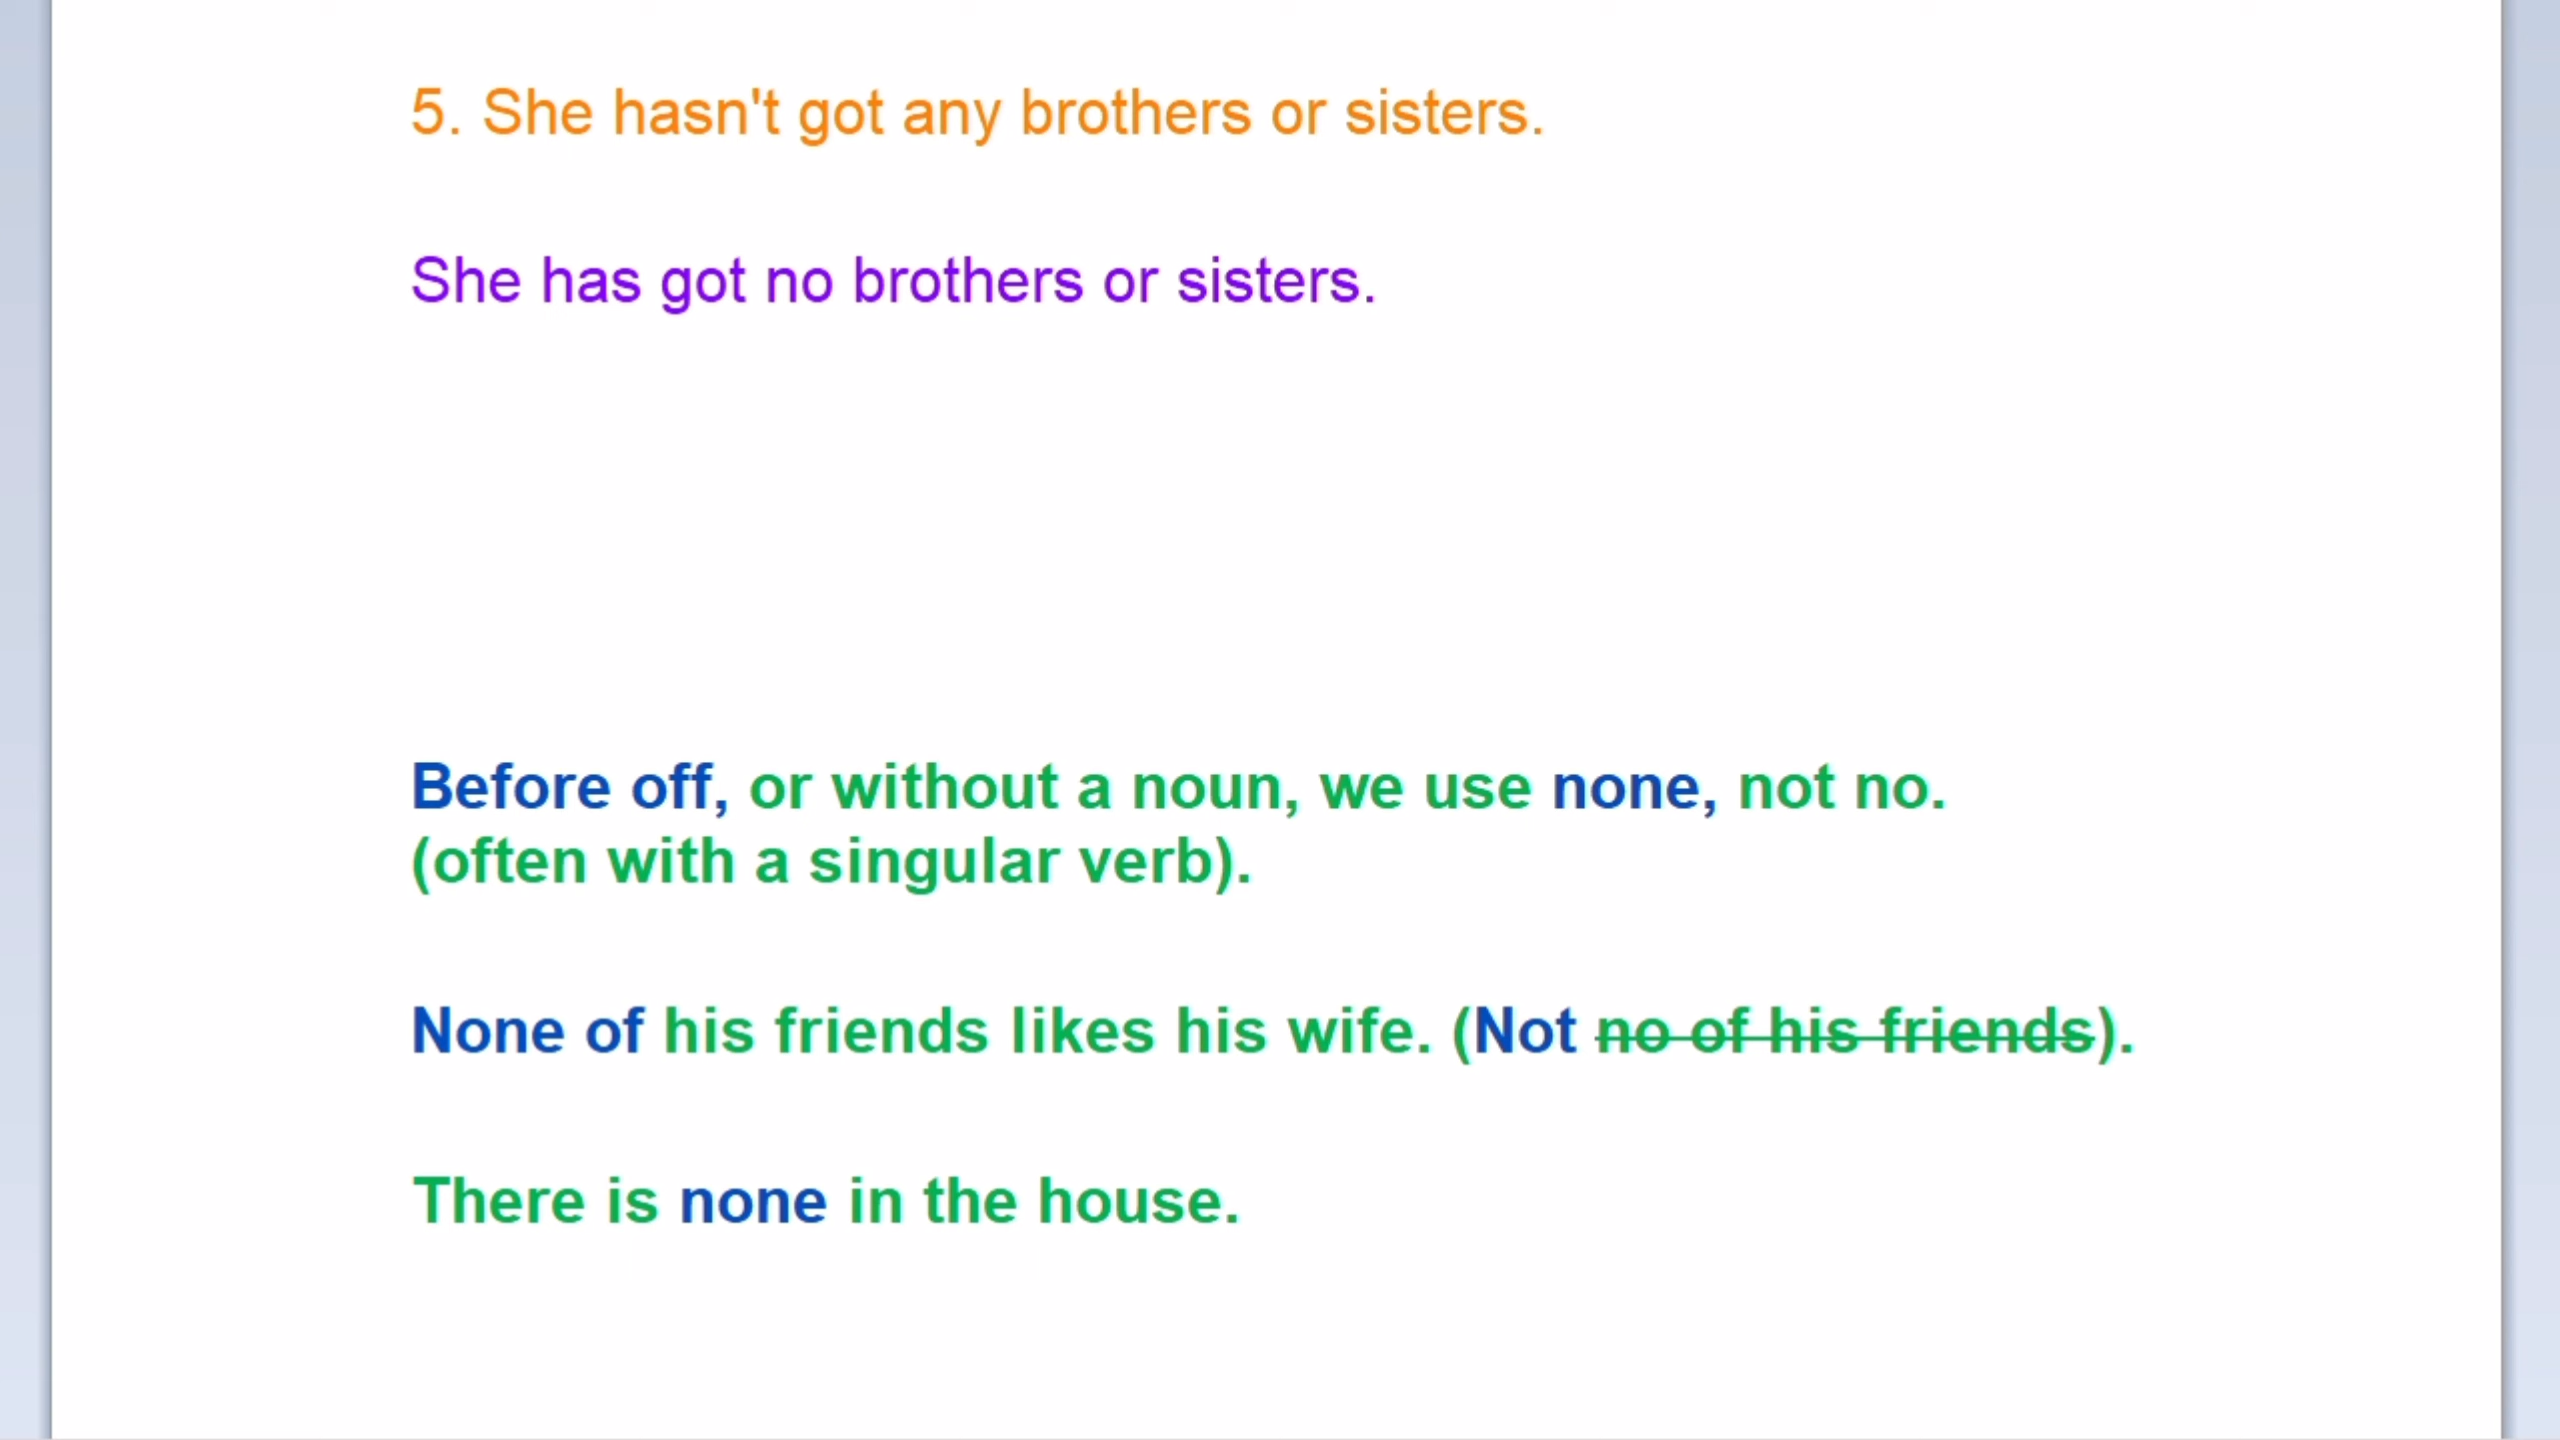 5. She hasn't got any brothers or sisters.
She has got no brothers or sisters.
Before off, or without a noun, we use none, not no.
(often with a singular verb).
None of his friends likes his wife. (Not no of his friends).
There is none in the house.